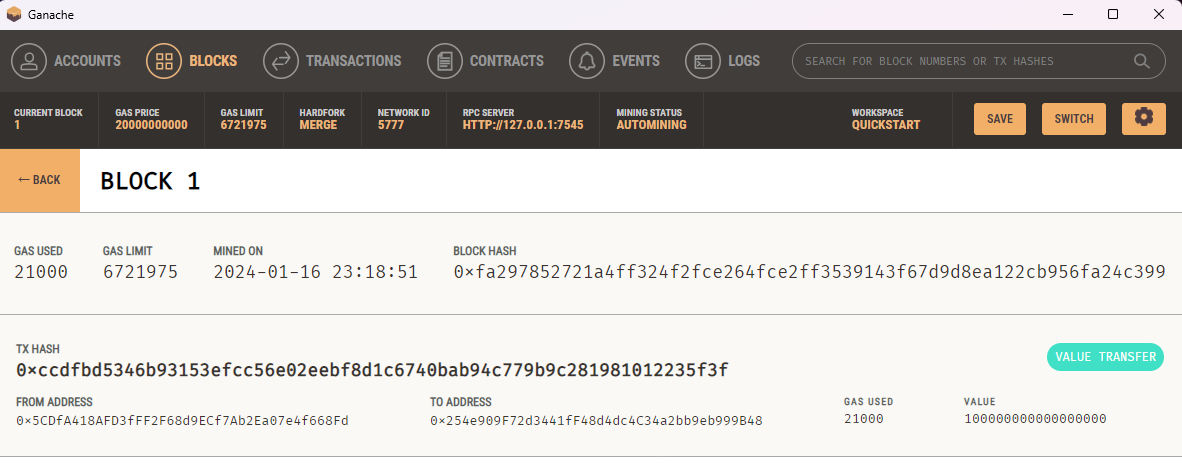 Ganache
ACCOUNTS BLOCKS TRANSACTIONS CONTRACTS EVENTS LOGS SEARCH FOR BLOCK NUMBERS OR TX HASHES
CURRENT BLOCK GAS PRICE GAS LIMIT HARDFORK NETWORK ID RPC SERVER MINING STATUS WORKSPACE
1 20000000000 6721975 MERGE 5777 HTTP://127.0.0.1:7545 AUTOMINING QUICKSTART SAVE SWITCH
← BACK BLOCK 1
GAS USED GAS LIMIT MINED ON BLOCK HASH
21000 6721975 2024-01-16 23:18:51 0×fa297852721a4ff324f2fce264fce2ff3539143f67d9d8ea122cb956fa24c399
TX HASH
0×ccdfbd5346b93153efcc56e02eebf8d1c6740bab94c779b9c281981012235f3f VALUE TRANSFER
FROM ADDRESS TO ADDRESS GAS USED VALUE
0×5CDfA418AFD3fFF2F68d9ECf7Ab2Ea07e4f668Fd 0×254e909F72d3441fF48d4dc4C34a2bb9eb999B48 21000 100000000000000000